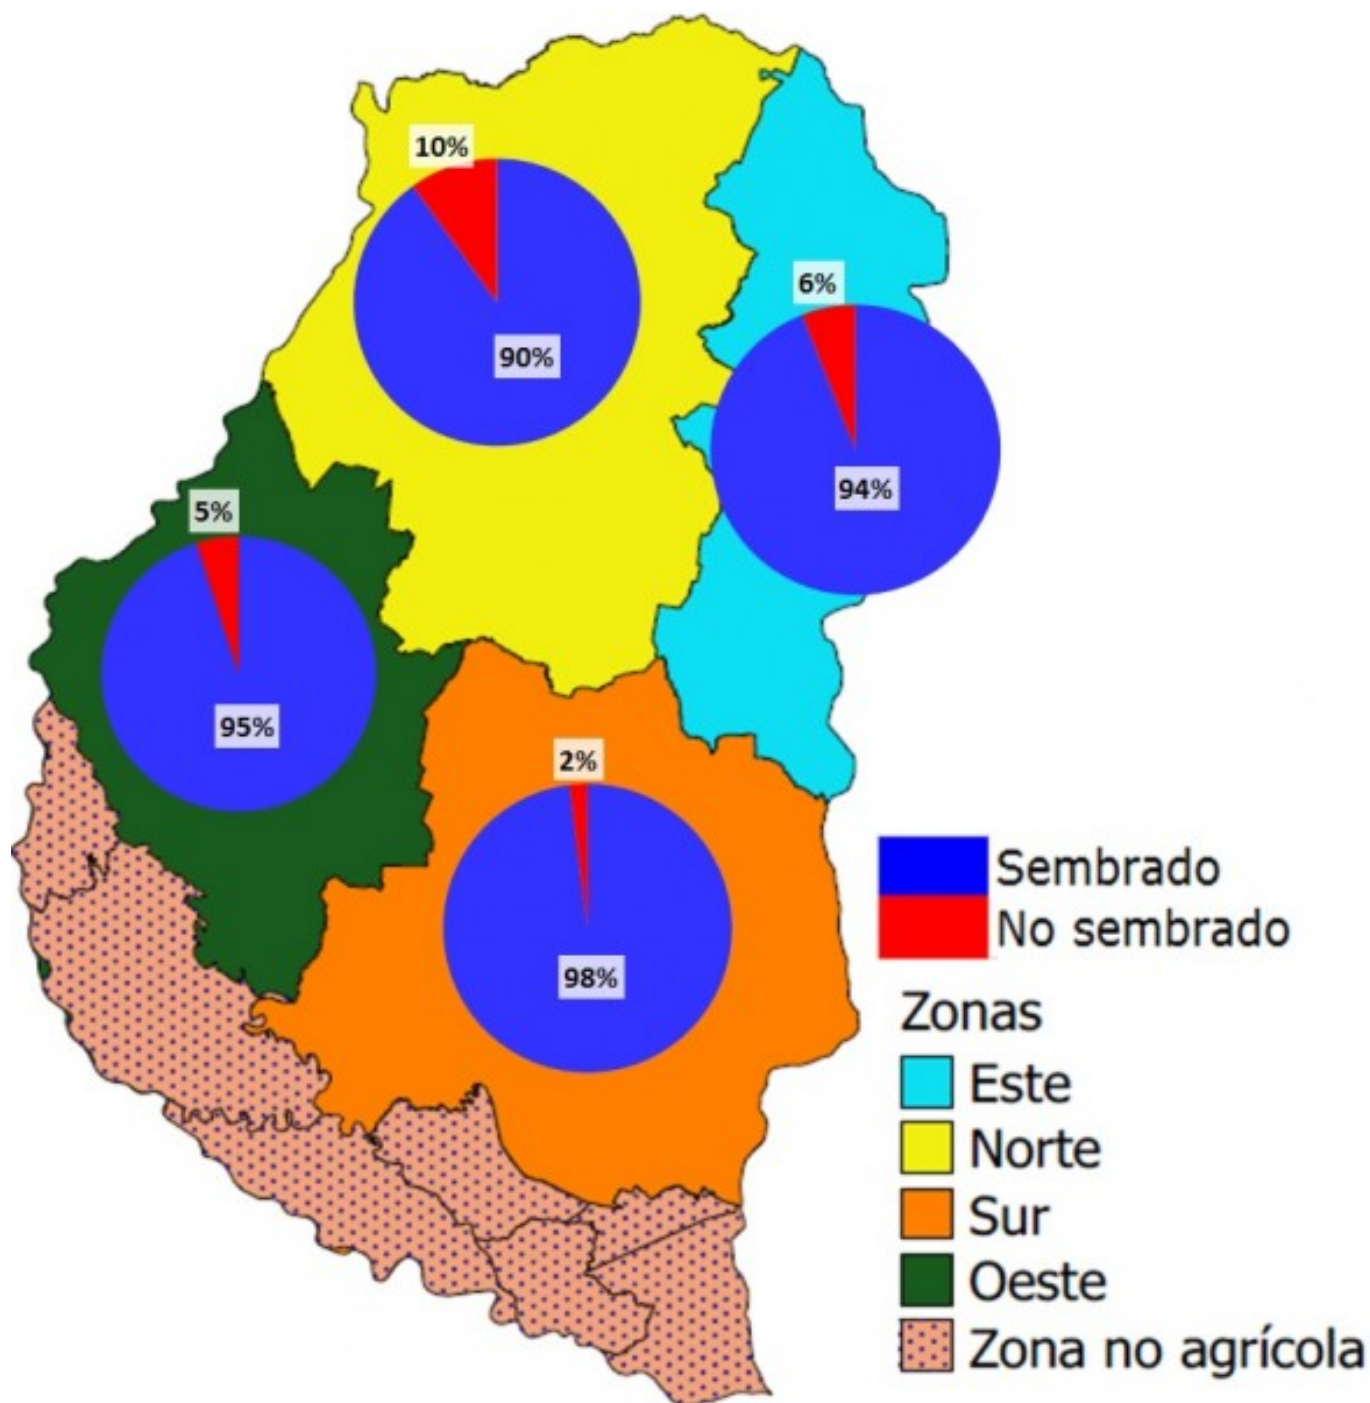 10%
90%
6%
94%
5%
95%
2%
98%
Sembrado
No sembrado
Zonas
Este
Norte
Sur
Oeste
Zona no agrícola